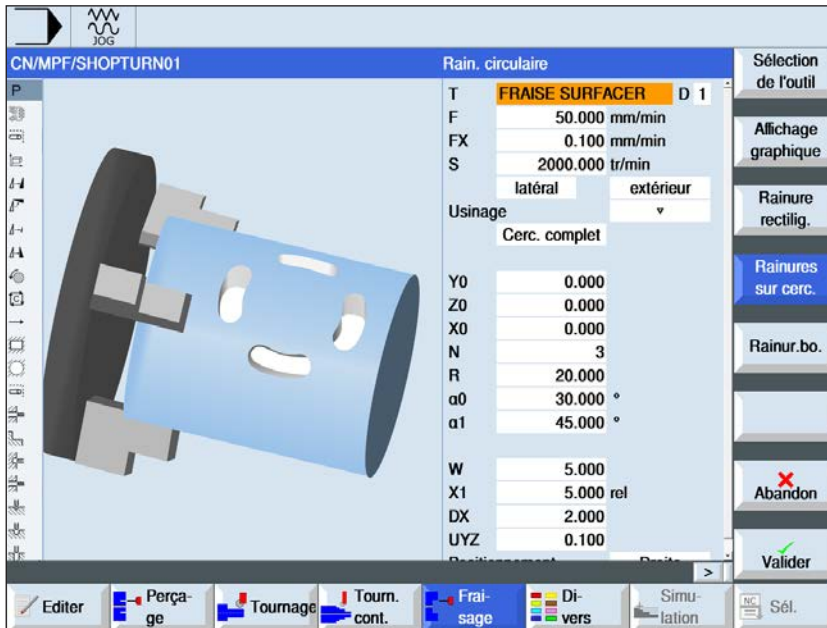 JOG
CN/MPF/SHOPTURN01
Rain. circulaire
P
T FRAISE SURFACER D 1
F 50.000 mm/min
FX 0.100 mm/min
S 2000.000 tr/min
latéral extérieur
Usinage ▿
Cerc. complet
Y0 0.000
Z0 0.000
X0 0.000
N 3
R 20.000
α0 30.000 °
α1 45.000 °
W 5.000
X1 5.000 rel
DX 2.000
UYZ 0.100
Positionnement Droite
>
Sélection
de l'outil
Affichage
graphique
Rainure
rectilig.
Rainures
sur cerc.
Rainur.bo.
Abandon
Valider
Editer
Perça-
ge
Tournage
Tourn.
cont.
Frai-
sage
Di-
vers
Simu-
lation
NC
Sél.